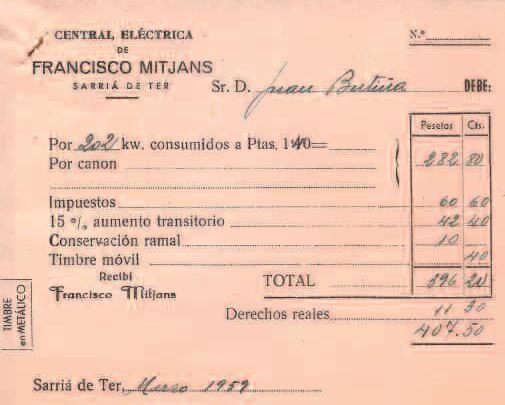 CENTRAL ELÉCTRICA
DE
FRANCISCO MITJANS
SARRIÁ DE TER
N.º
Sr. D. Juan Butiña
DEBE:
Pesetas Cts.
Por 202 kw. consumidos a Ptas. 1'40= 282 80
Por canon
Impuestos 60 60
15 % aumento transitorio 42 40
Conservación ramal 10
Timbre móvil 40
Recibí
Francisco Mitjans
TOTAL 396 20
TIMBRE
en METÁLICO
Derechos reales 11 30
407.50
Sarriá de Ter, Marzo 1959